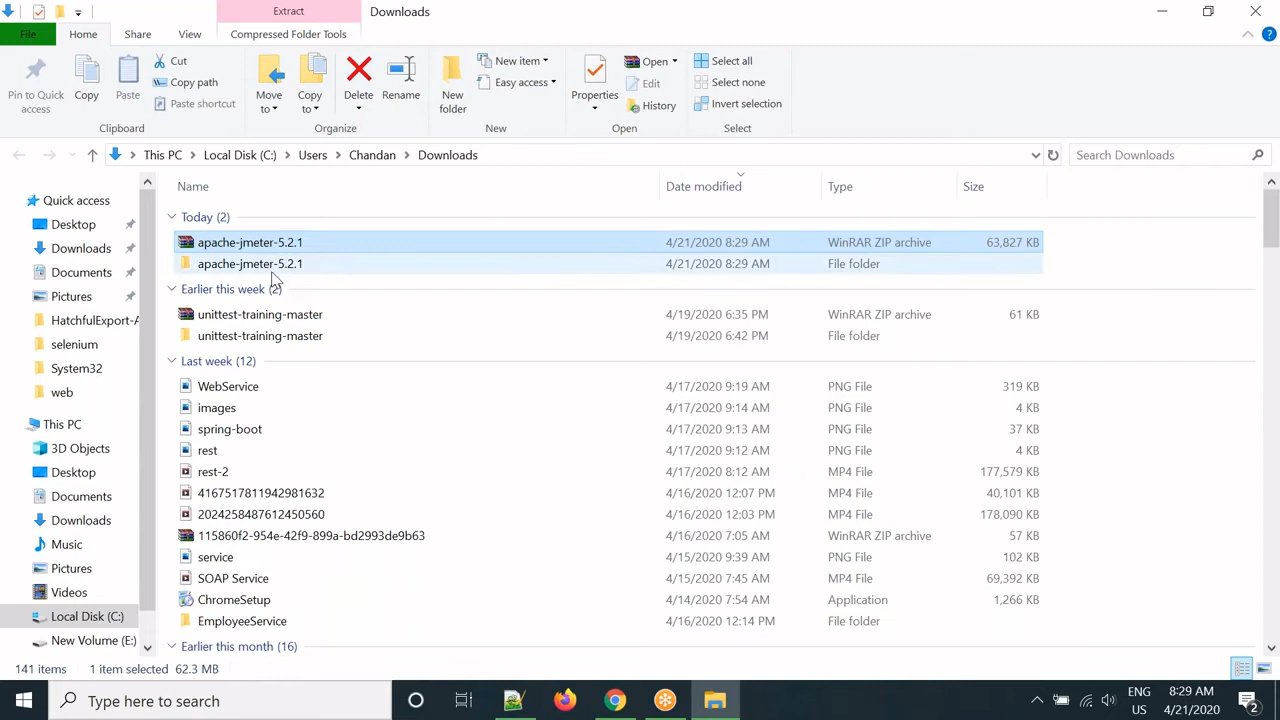 Extract
Downloads
File
Home
Share
View
Compressed Folder Tools
Pin to Quick access
Copy
Paste
Cut
Copy path
Paste shortcut
Clipboard
Move to
Copy to
Delete
Rename
Organize
New folder
New item
Easy access
New
Properties
Open
Edit
History
Open
Select all
Select none
Invert selection
Select
This PC > Local Disk (C:) > Users > Chandan > Downloads
Search Downloads
Name Date modified Type Size
Quick access
Desktop
Downloads
Documents
Pictures
HatchfulExport-A
selenium
System32
web
This PC
3D Objects
Desktop
Documents
Downloads
Music
Pictures
Videos
Local Disk (C:)
New Volume (E:)
Today (2)
apache-jmeter-5.2.1 4/21/2020 8:29 AM WinRAR ZIP archive 63,827 KB
apache-jmeter-5.2.1 4/21/2020 8:29 AM File folder
Earlier this week (2)
unittest-training-master 4/19/2020 6:35 PM WinRAR ZIP archive 61 KB
unittest-training-master 4/19/2020 6:42 PM File folder
Last week (12)
WebService 4/17/2020 9:19 AM PNG File 319 KB
images 4/17/2020 9:14 AM PNG File 4 KB
spring-boot 4/17/2020 9:13 AM PNG File 37 KB
rest 4/17/2020 9:12 AM PNG File 4 KB
rest-2 4/17/2020 8:12 AM MP4 File 177,579 KB
4167517811942981632 4/16/2020 12:07 PM MP4 File 40,101 KB
2024258487612450560 4/16/2020 12:03 PM MP4 File 178,090 KB
115860f2-954e-42f9-899a-bd2993de9b63 4/16/2020 7:05 AM WinRAR ZIP archive 57 KB
service 4/15/2020 9:39 AM PNG File 102 KB
SOAP Service 4/15/2020 7:45 AM MP4 File 69,392 KB
ChromeSetup 4/14/2020 7:54 AM Application 1,266 KB
EmployeeService 4/16/2020 12:14 PM File folder
Earlier this month (16)
141 items 1 item selected 62.3 MB
Type here to search
ENG
US
8:29 AM
4/21/2020
2